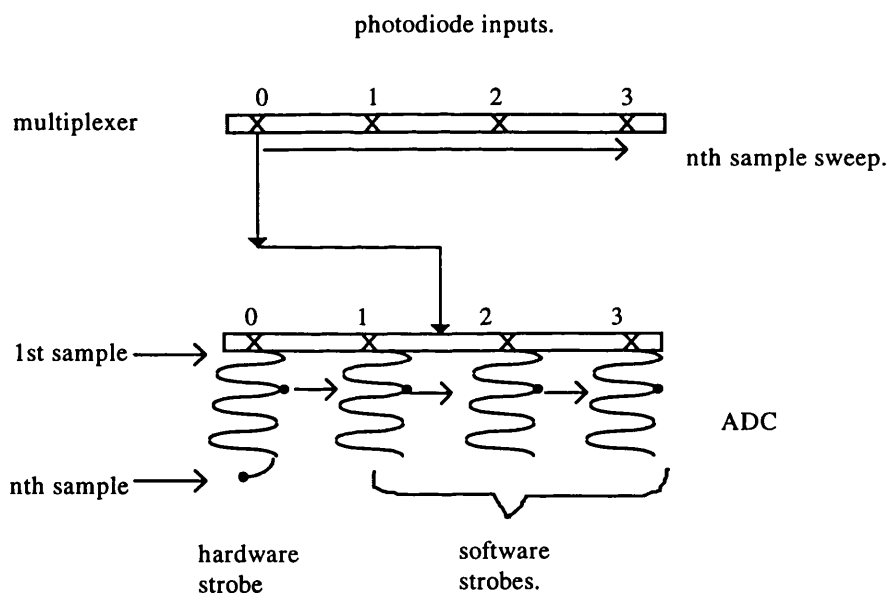 photodiode inputs.
0 1 2 3
multiplexer
nth sample sweep.
0 1 2 3
1st sample
ADC
nth sample
hardware
strobe
software
strobes.